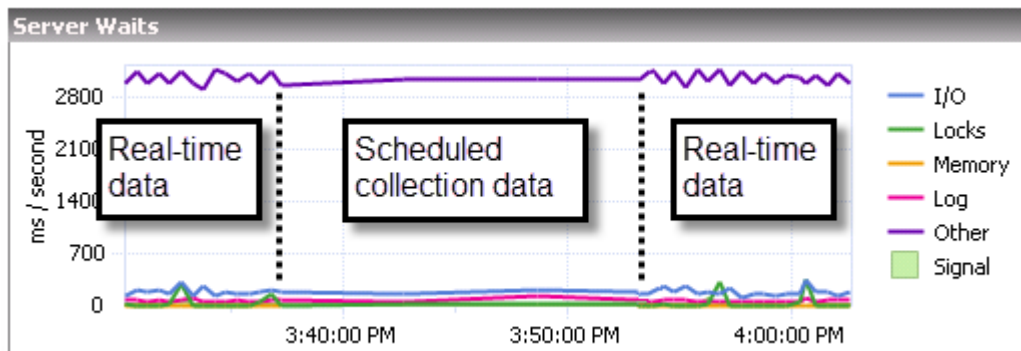 Server Waits
ms / second
2800
2100
1400
700
0
Real-time
data
Scheduled
collection data
Real-time
data
3:40:00 PM
3:50:00 PM
4:00:00 PM
I/O
Locks
Memory
Log
Other
Signal